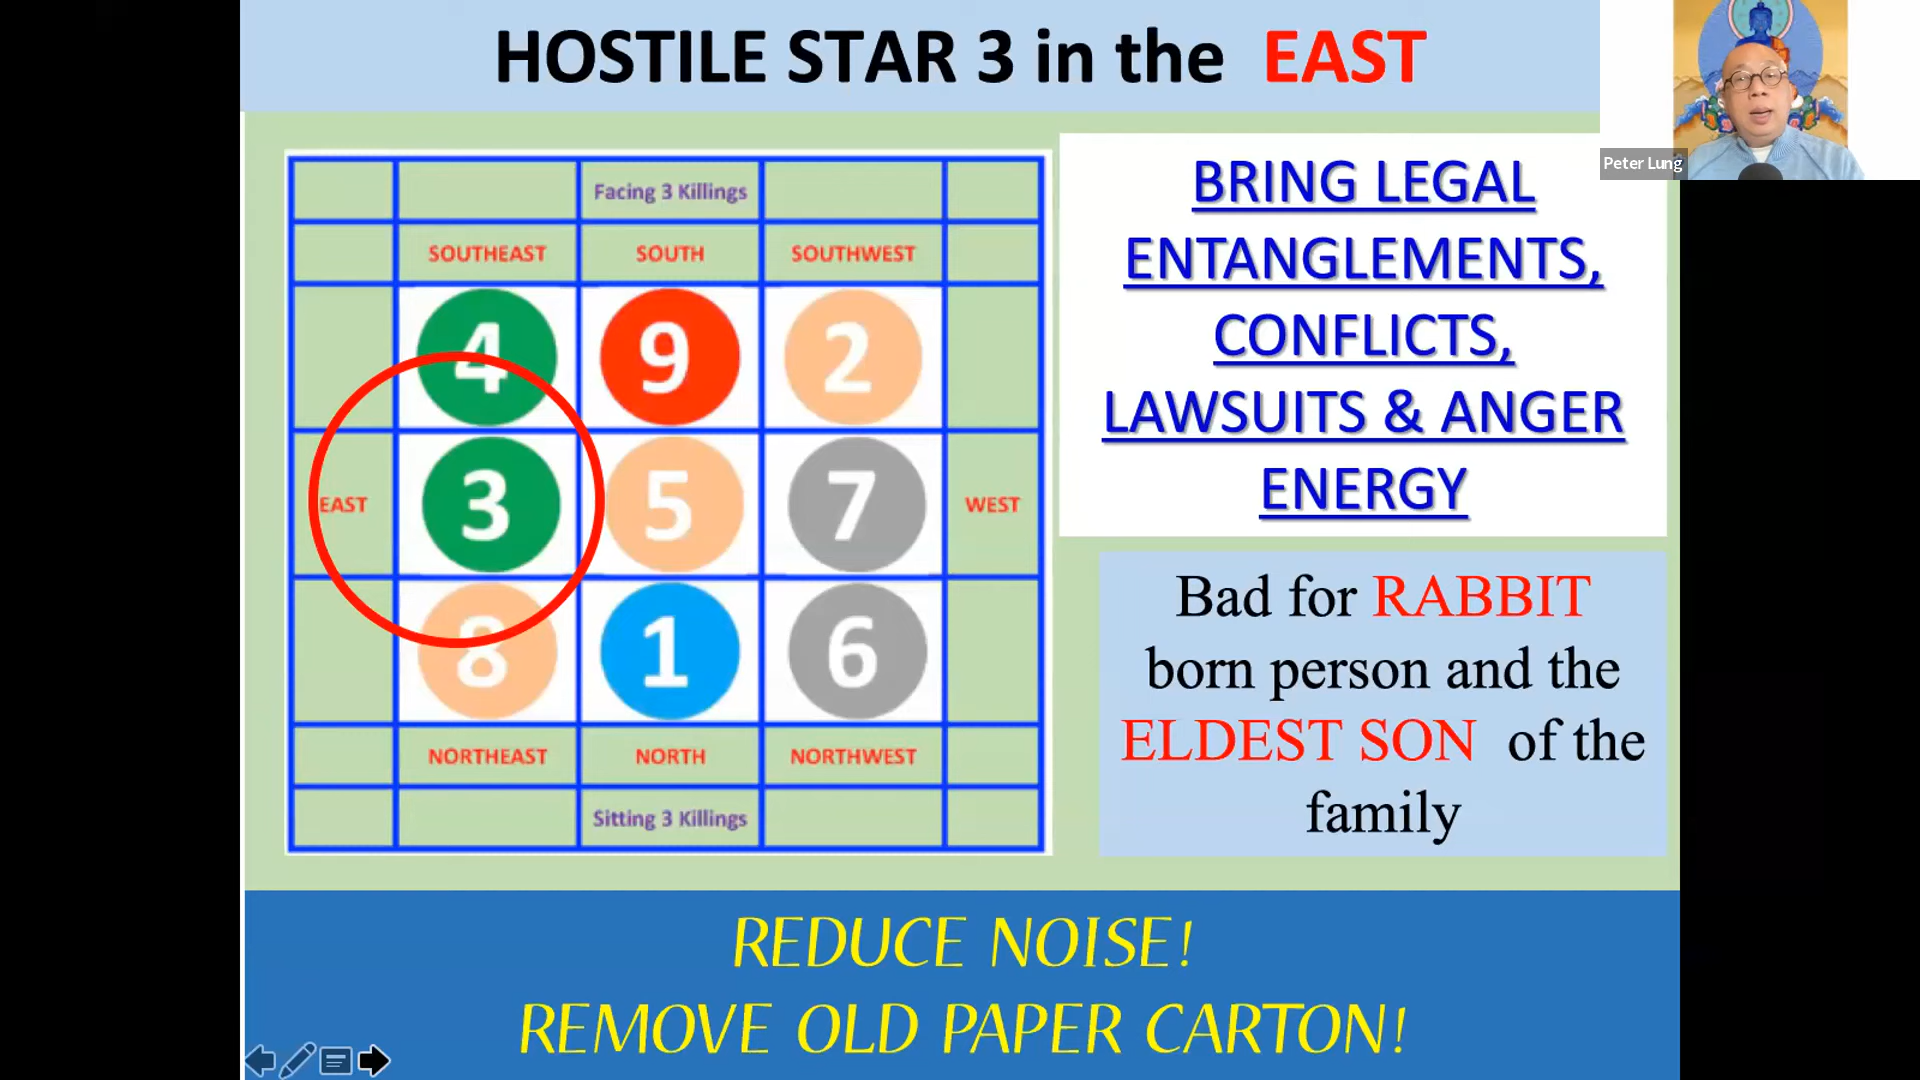 HOSTILE STAR 3 in the EAST
Peter Lung
Facing 3 Killings
SOUTHEAST SOUTH SOUTHWEST
4 9 2
EAST 3 5 7 WEST
8 1 6
NORTHEAST NORTH NORTHWEST
Sitting 3 Killings
BRING LEGAL
ENTANGLEMENTS,
CONFLICTS,
LAWSUITS & ANGER
ENERGY
Bad for RABBIT
born person and the
ELDEST SON of the
family
REDUCE NOISE!
REMOVE OLD PAPER CARTON!